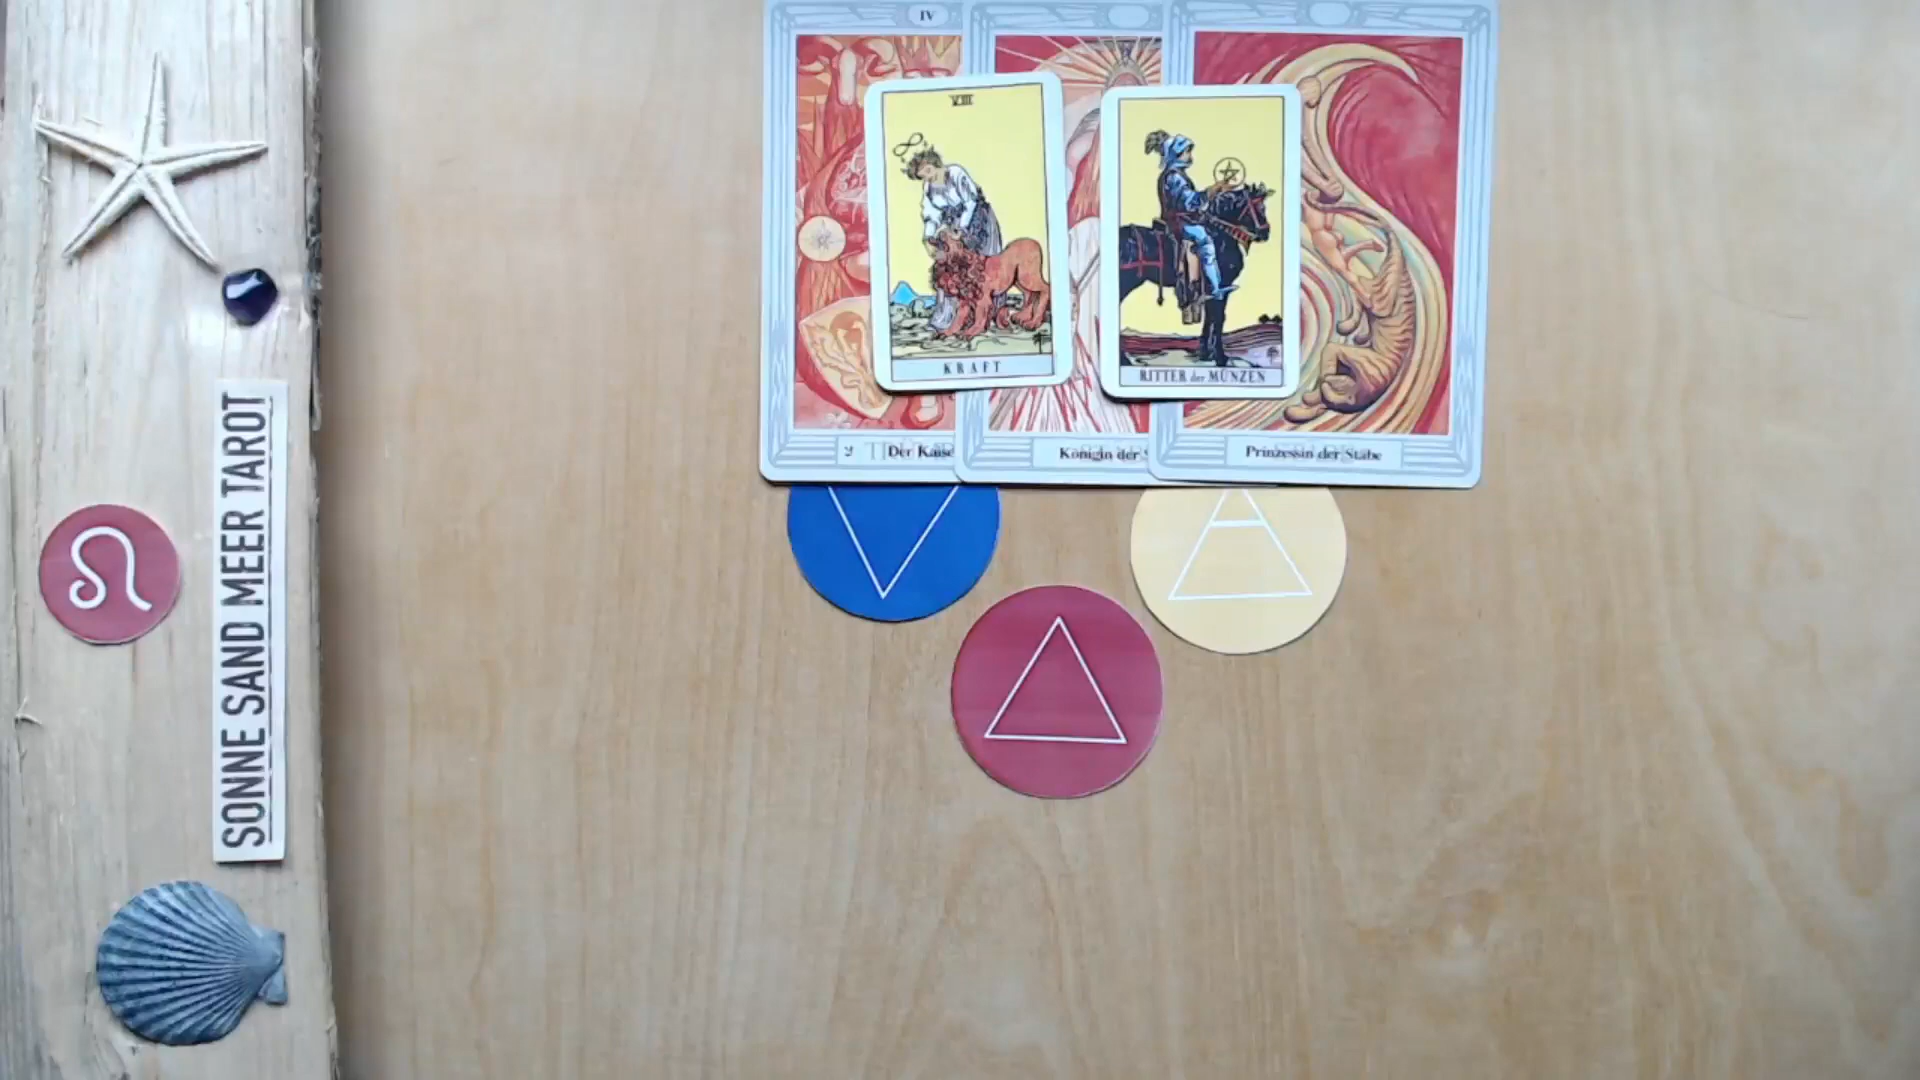 IV
VIII
KRAFT
RITTER der MÜNZEN
Der Kaise
Königin der S
Prinzessin der Stäbe
SONNE SAND MEER TAROT